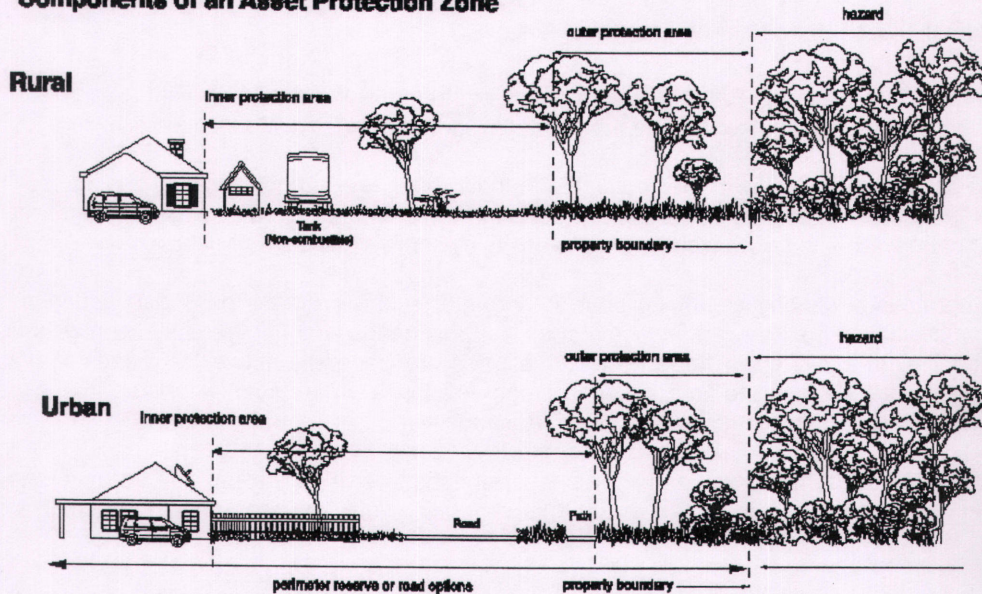 Components of an Asset Protection Zone
hazard
outer protection area
Rural
inner protection area
Tank
(Non-combustible)
property boundary
hazard
outer protection area
Urban
inner protection area
Road
Path
perimeter reserve or road options
property boundary